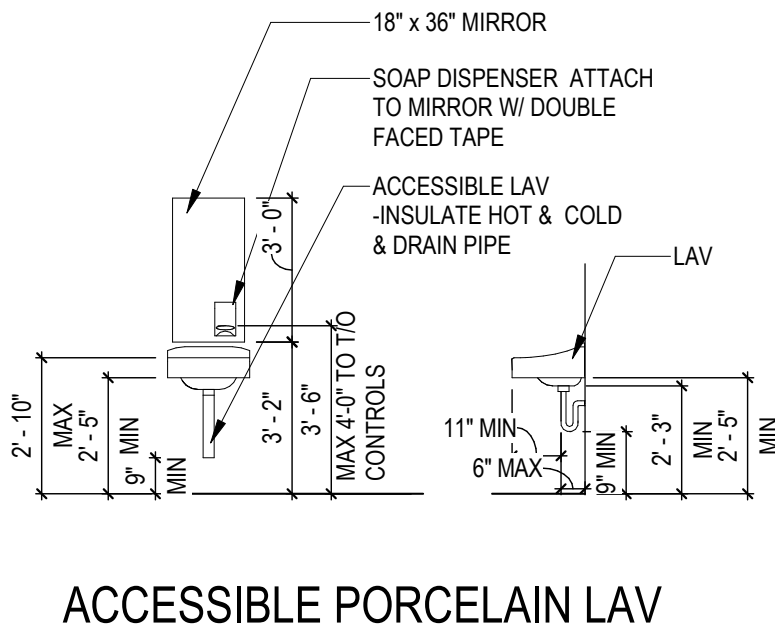 18" x 36" MIRROR
SOAP DISPENSER ATTACH
TO MIRROR W/ DOUBLE
FACED TAPE
ACCESSIBLE LAV
-INSULATE HOT & COLD
& DRAIN PIPE
3' - 0"
LAV
2' - 10"
MAX
2' - 5"
MIN
9"
MIN
3' - 2"
3' - 6"
MAX 4'-0" TO T/O
CONTROLS
11" MIN
6" MAX
9" MIN
2' - 3"
MIN
2' - 5"
MIN
ACCESSIBLE PORCELAIN LAV